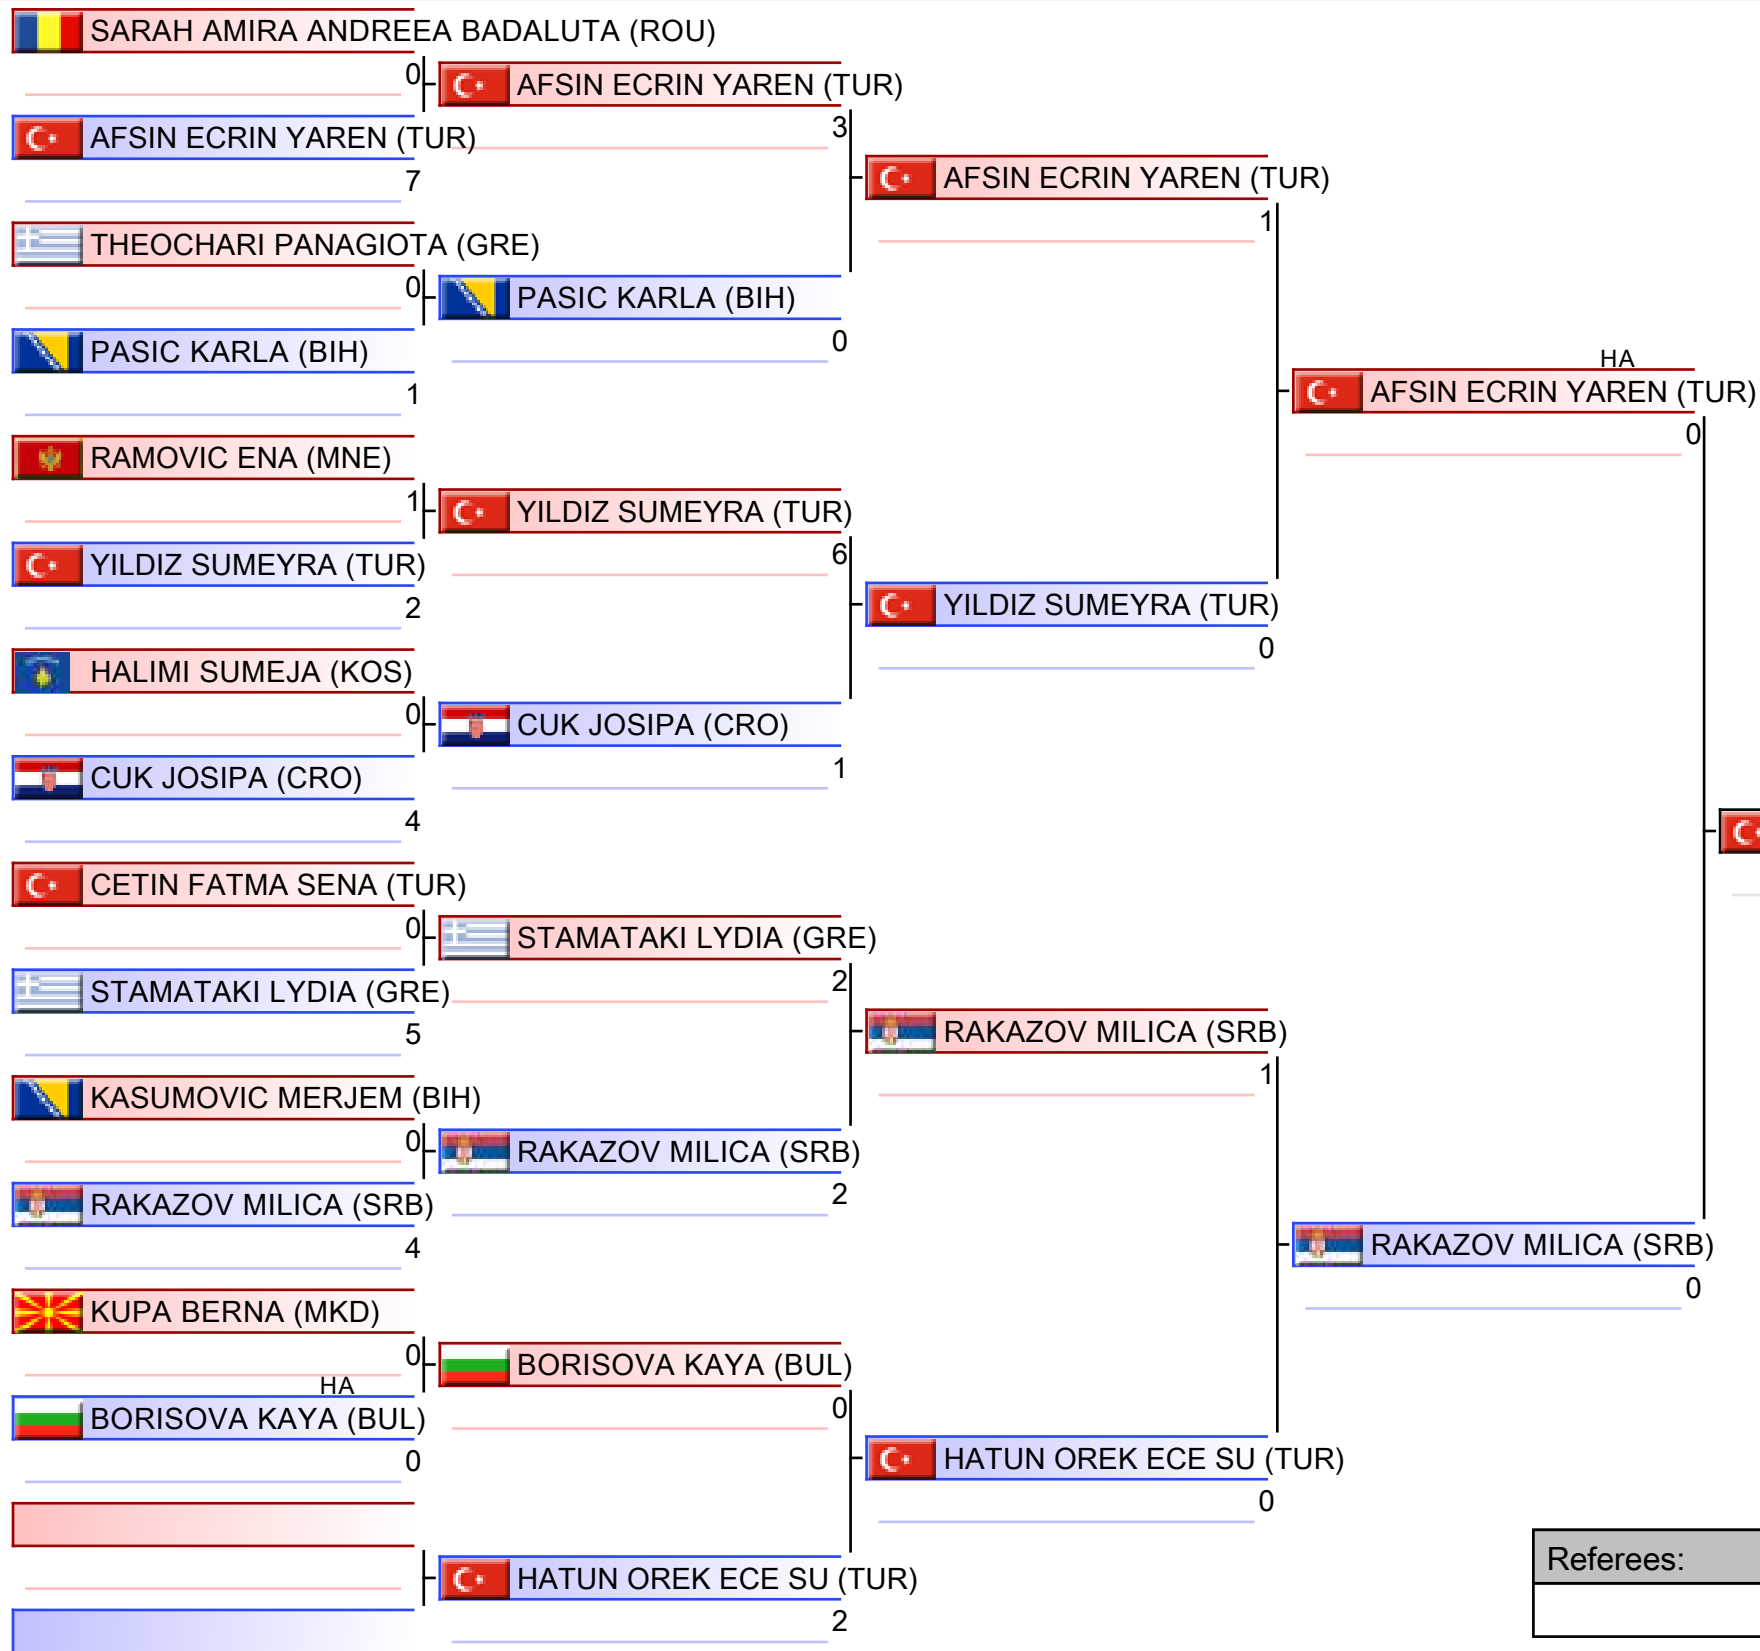 SARAH AMIRA ANDREEA BADALUTA (ROU)
0
AFSIN ECRIN YAREN (TUR)
7
THEOCHARI PANAGIOTA (GRE)
0
PASIC KARLA (BIH)
1
RAMOVIC ENA (MNE)
1
YILDIZ SUMEYRA (TUR)
2
HALIMI SUMEJA (KOS)
0
CUK JOSIPA (CRO)
4
CETIN FATMA SENA (TUR)
0
STAMATAKI LYDIA (GRE)
5
KASUMOVIC MERJEM (BIH)
0
RAKAZOV MILICA (SRB)
4
KUPA BERNA (MKD)
0
HA
BORISOVA KAYA (BUL)
0
AFSIN ECRIN YAREN (TUR)
3
PASIC KARLA (BIH)
0
YILDIZ SUMEYRA (TUR)
6
CUK JOSIPA (CRO)
1
STAMATAKI LYDIA (GRE)
2
RAKAZOV MILICA (SRB)
2
BORISOVA KAYA (BUL)
0
HATUN OREK ECE SU (TUR)
2
AFSIN ECRIN YAREN (TUR)
1
YILDIZ SUMEYRA (TUR)
0
RAKAZOV MILICA (SRB)
1
HATUN OREK ECE SU (TUR)
0
HA
AFSIN ECRIN YAREN (TUR)
0
RAKAZOV MILICA (SRB)
0
Referees: